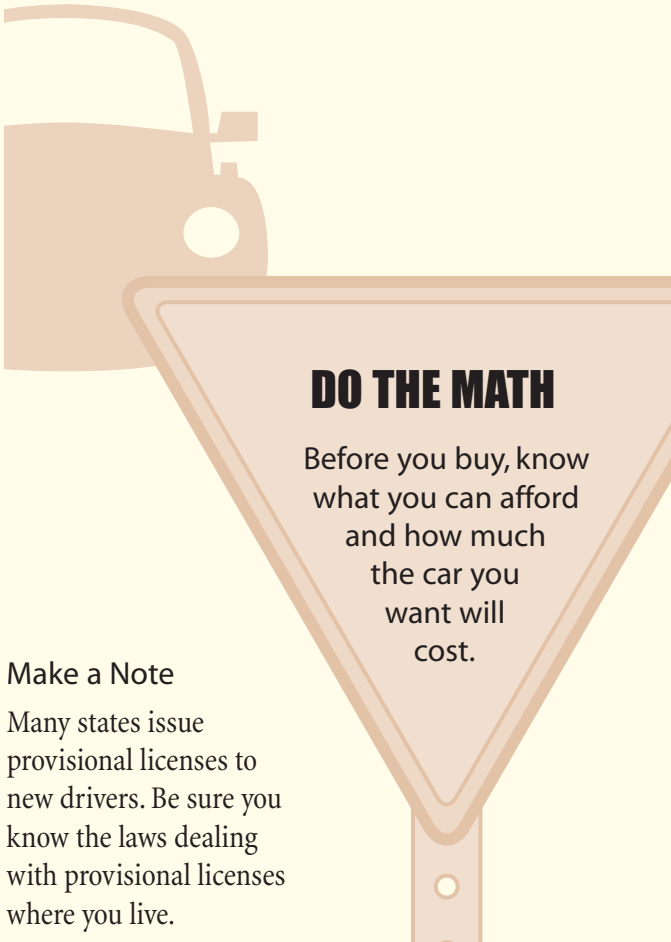 DO THE MATH
Before you buy, know
what you can afford
and how much
the car you
want will
cost.
Make a Note
Many states issue
provisional licenses to
new drivers. Be sure you
know the laws dealing
with provisional licenses
where you live.